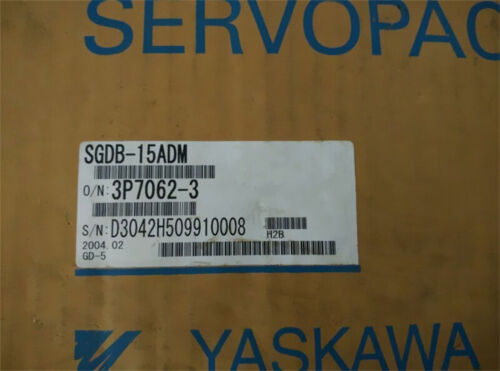 SERVOPAC
SGDB-15ADM
O/N: 3P7062-3
S/N: D3042H509910008
H2B
2004.02
GD-5
YASKAWA